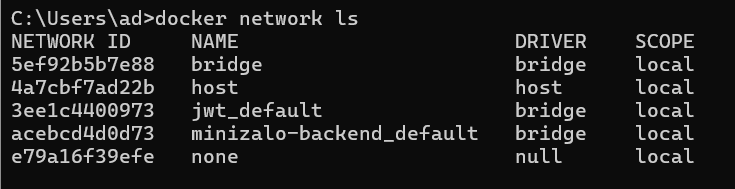 C:\Users\ad>docker network ls
NETWORK ID     NAME                       DRIVER    SCOPE
5ef92b5b7e88   bridge                     bridge    local
4a7cbf7ad22b   host                       host      local
3ee1c4400973   jwt_default                bridge    local
acebcd4d0d73   minizalo-backend_default   bridge    local
e79a16f39efe   none                       null      local